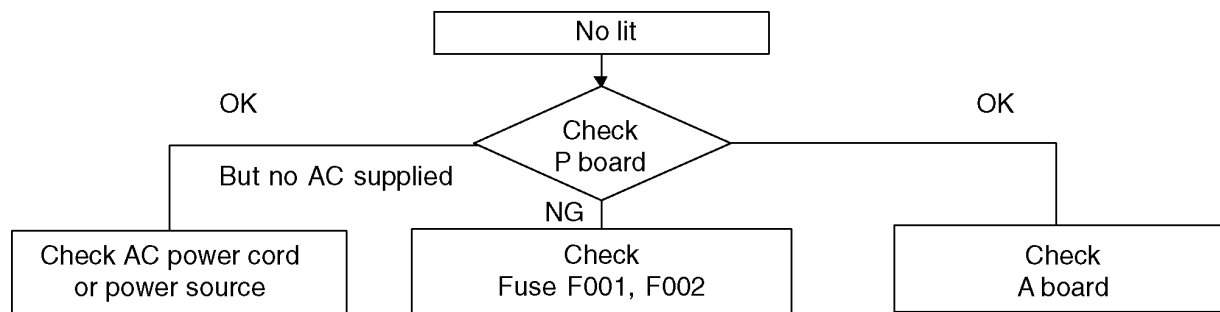 No lit
OK
OK
Check
P board
But no AC supplied
NG
Check AC power cord
or power source
Check
Fuse F001, F002
Check
A board